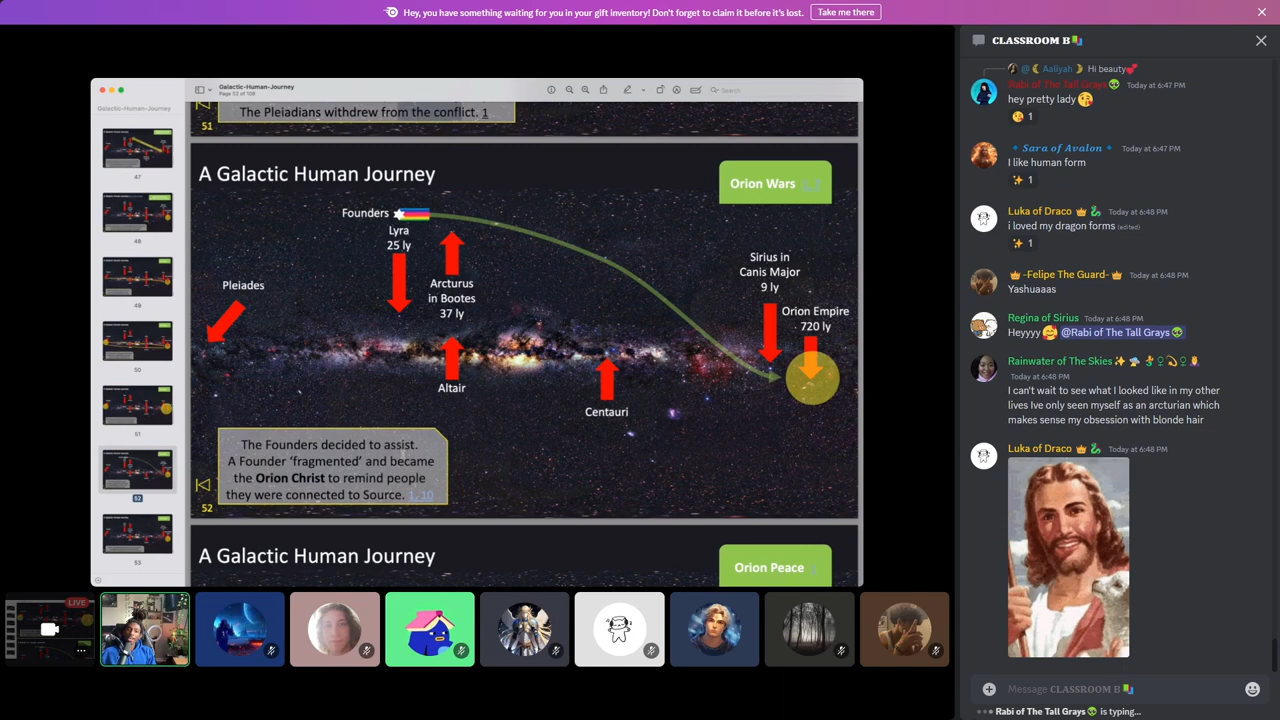 Hey, you have something waiting for you in your gift inventory! Don't forget to claim it before it's lost.
Take me there
Galactic-Human-Journey
Page 52 of 108
Search
Galactic-Human-Journey
47
48
49
50
51
52
53
The Pleiadians withdrew from the conflict. 1
51
A Galactic Human Journey
Orion Wars
Founders
Lyra
25 ly
Pleiades
Arcturus
in Bootes
37 ly
Altair
Centauri
Sirius in
Canis Major
9 ly
Orion Empire
720 ly
The Founders decided to assist.
A Founder 'fragmented' and became
the Orion Christ to remind people
they were connected to Source. 1, 10
52
A Galactic Human Journey
Orion Peace
LIVE
CLASSROOM B
@ Aaliyah Hi beauty💕
Rabi of The Tall Grays👽 Today at 6:47 PM
hey pretty lady 😘
😘 1
Sara of Avalon Today at 6:47 PM
I like human form
✨ 1
Luka of Draco 👑 🐉 Today at 6:48 PM
i loved my dragon forms (edited)
✨ 1
👑 -Felipe The Guard- 👑 Today at 6:48 PM
Yashuaaas
Regina of Sirius Today at 6:48 PM
Heyyyy 🥰 @Rabi of The Tall Grays👽
Rainwater of The Skies
Today at 6:48 PM
I can't wait to see what I looked like in my other
lives Ive only seen myself as an arcturian which
makes sense my obsession with blonde hair
Luka of Draco 👑 🐉 Today at 6:48 PM
Message CLASSROOM B
Rabi of The Tall Grays👽 is typing...